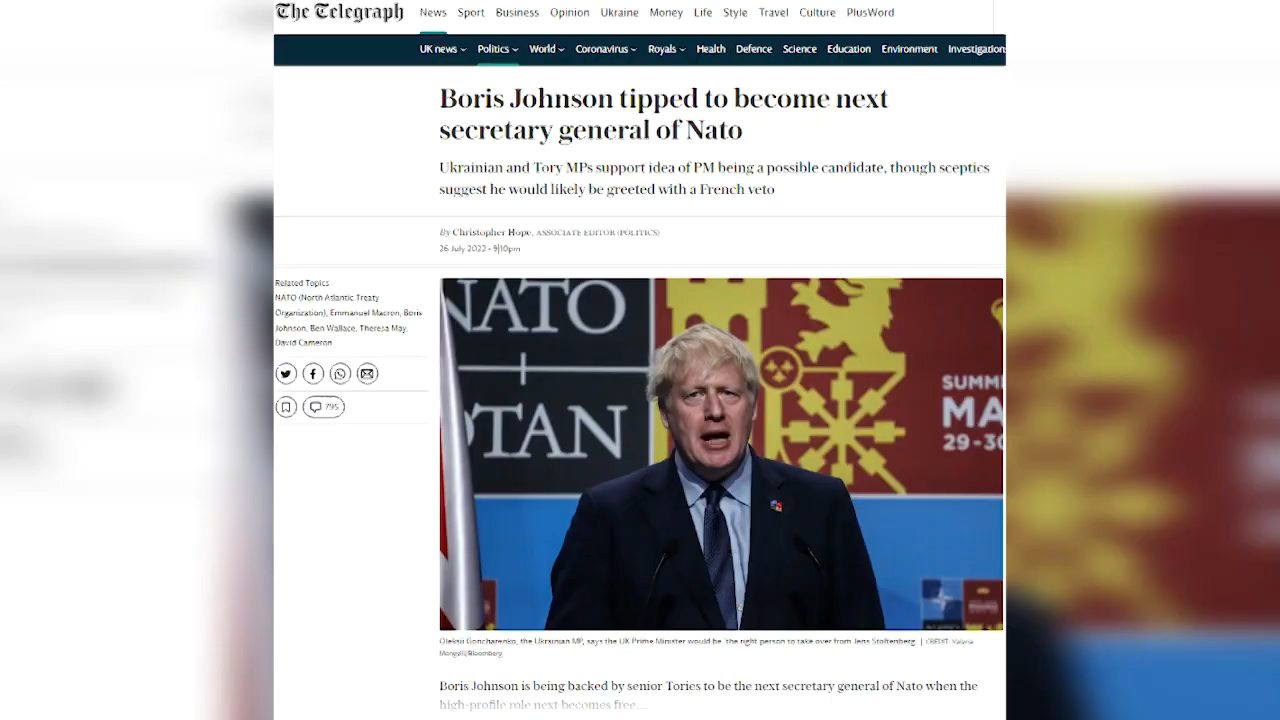 The Telegraph
News Sport Business Opinion Ukraine Money Life Style Travel Culture PlusWord
UK news Politics World Coronavirus Royals Health Defence Science Education Environment Investigations
Boris Johnson tipped to become next
secretary general of Nato
Ukrainian and Tory MPs support idea of PM being a possible candidate, though sceptics
suggest he would likely be greeted with a French veto
By Christopher Hope, ASSOCIATE EDITOR (POLITICS)
26 July 2022 • 9:10pm
Related Topics
NATO (North Atlantic Treaty
Organization), Emmanuel Macron, Boris
Johnson, Ben Wallace, Theresa May,
David Cameron
795
NATO
OTAN
SUMM
MA
29-30
Oleksii Goncharenko, the Ukrainian MP, says the UK Prime Minister would be 'the right person to take over from Jens Stoltenberg | CREDIT: Valeria
Mongelli/Bloomberg
Boris Johnson is being backed by senior Tories to be the next secretary general of Nato when the
high-profile role next becomes free....